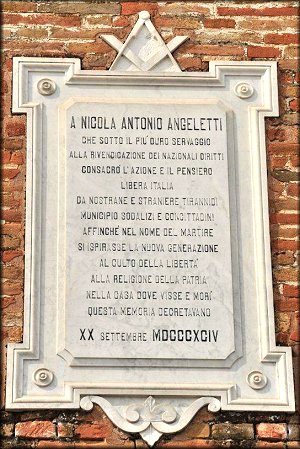 A NICOLA ANTONIO ANGELETTI
CHE SOTTO IL PIU' DURO SERVAGGIO
ALLA RIVENDICAZIONE DEI NAZIONALI DIRITTI
CONSACRÒ L'AZIONE E IL PENSIERO
LIBERA ITALIA
DA NOSTRANE E STRANIERE TIRANNIDI
MUNICIPIO SODALIZI E CONCITTADINI
AFFINCHÈ NEL NOME DEL MARTIRE
SI ISPIRASSE LA NUOVA GENERAZIONE
AL CULTO DELLA LIBERTÀ
ALLA RELIGIONE DELLA PATRIA
NELLA CASA DOVE VISSE E MORÌ
QUESTA MEMORIA DECRETAVANO
XX SETTEMBRE MDCCCXCIV